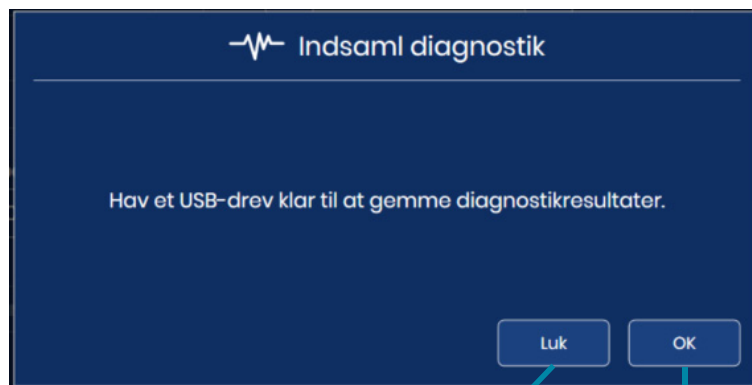 Indsaml diagnostik
Hav et USB-drev klar til at gemme diagnostikresultater.
Luk
OK